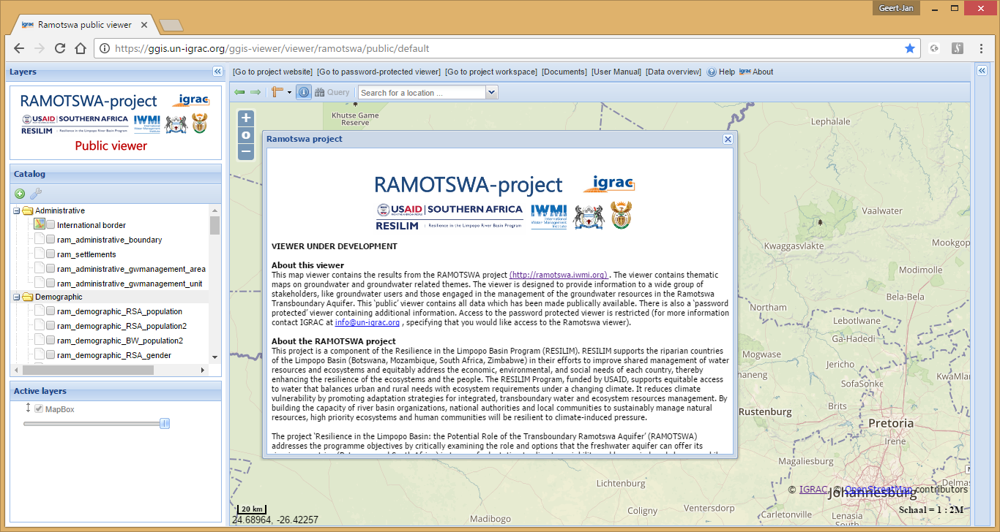 Geert-Jan
Ramotswa public viewer
https://ggis.un-igrac.org/ggis-viewer/viewer/ramotswa/public/default
Layers
[Go to project website] [Go to password-protected viewer] [Go to project workspace] [Documents] [User Manual] [Data overview] Help igrac About
Query
Search for a location ...
RAMOTSWA-project igrac
USAID SOUTHERN AFRICA IWMI
RESILIM Resilience in the Limpopo River Basin Program
International Water Management Institute
Public viewer
Catalog
Administrative
International border
ram_administrative_boundary
ram_settlements
ram_administrative_gwmanagement_area
ram_administrative_gwmanagement_unit
Demographic
ram_demographic_RSA_population
ram_demographic_RSA_population2
ram_demographic_BW_population2
ram_demographic_RSA_gender
Active layers
MapBox
Ramotswa project
RAMOTSWA-project igrac
USAID SOUTHERN AFRICA IWMI
FROM THE AMERICAN PEOPLE
International
Water Management
Institute
RESILIM Resilience in the Limpopo River Basin Program
VIEWER UNDER DEVELOPMENT
About this viewer
This map viewer contains the results from the RAMOTSWA project (http://ramotswa.iwmi.org) . The viewer contains thematic
maps on groundwater and groundwater related themes. The viewer is designed to provide information to a wide group of
stakeholders, like groundwater users and those engaged in the management of the groundwater resources in the Ramotswa
Transboundary Aquifer. This ‘public’ viewer contains all data which has been made publically available. There is also a ‘password
protected’ viewer containing additional information. Access to the password protected viewer is restricted (for more information
contact IGRAC at info@un-igrac.org , specifying that you would like access to the Ramotswa viewer).
About the RAMOTSWA project
This project is a component of the Resilience in the Limpopo Basin Program (RESILIM). RESILIM supports the riparian countries
of the Limpopo Basin (Botswana, Mozambique, South Africa, Zimbabwe) in their efforts to improve shared management of water
resources and ecosystems and equitably address the economic, environmental, and social needs of each country, thereby
enhancing the resilience of the ecosystems and the people. The RESILIM Program, funded by USAID, supports equitable access
to water that balances urban and rural needs with ecosystem requirements under a changing climate. It reduces climate
vulnerability by promoting adaptation strategies for integrated, transboundary water and ecosystem resources management. By
building the capacity of river basin organizations, national authorities and local communities to sustainably manage natural
resources, high priority ecosystems and human communities will be resilient to climate-induced pressure.
The project ‘Resilience in the Limpopo Basin: the Potential Role of the Transboundary Ramotswa Aquifer’ (RAMOTSWA)
addresses the programme objectives by critically examining the role and options that the freshwater aquifer can offer its
Khutse Game
Reserve
Lephalale
Vaalwater
Kwaggasvlakte
Mookgop
Modimolle
Bela-Bela
Northam
Lebotlwane
Ga-Hadedi
Mogwase
Jericho
KwaMlan
maneng
SofaSonke
Brits
Rustenburg
Pretoria
Irene
Magaliesburg
Delmas
Lichtenburg
© IGRAC, © OpenStreetMap contributors
Johannesburg
Coligny
Ventersdorp
Carletonville
Lenasia
South
Madibogo
20 km
24.68964, -26.42257
Schaal = 1 : 2M